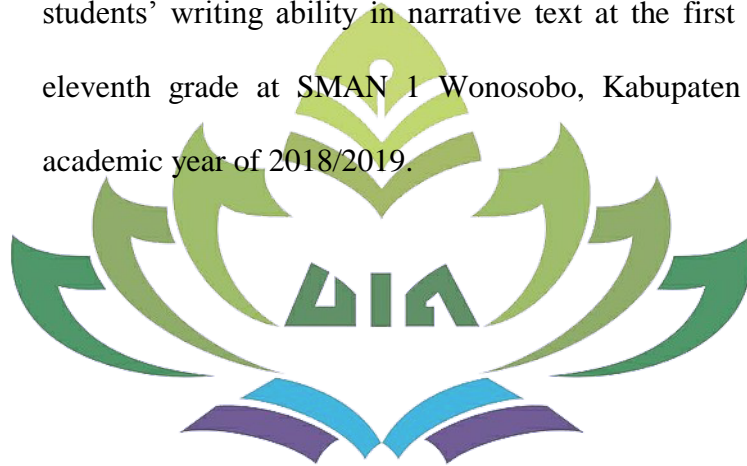 students’ writing ability in narrative text at the first
eleventh grade at SMAN 1 Wonosobo, Kabupaten
academic year of 2018/2019.
UIN